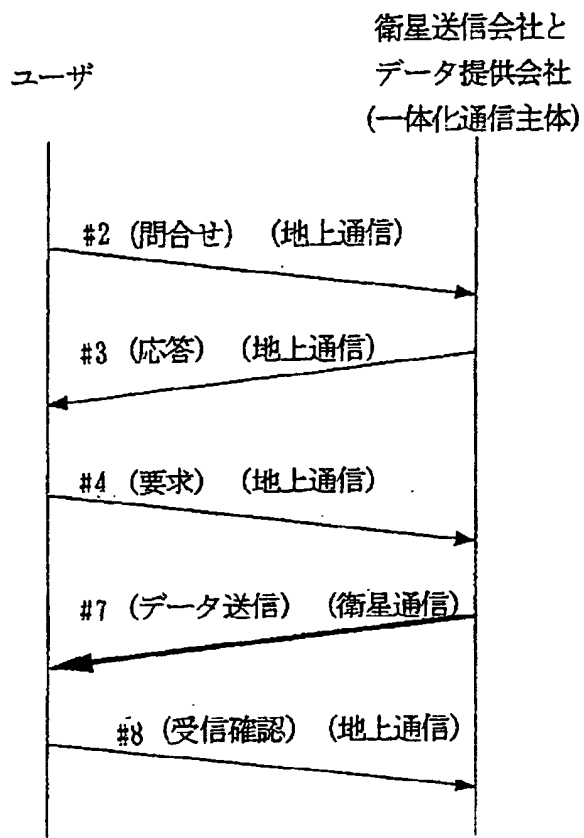 衛星送信会社と
ユーザ データ提供会社
(一体化通信主体)
#2 (問合せ) (地上通信)
#3 (応答) (地上通信)
#4 (要求) (地上通信)
#7 (データ送信) (衛星通信)
#8 (受信確認) (地上通信)